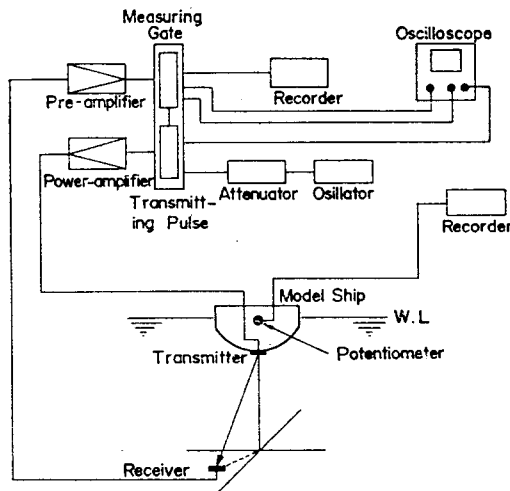 Measuring
Gate
Oscilloscope
Pre-amplifier
Recorder
Power-amplifier
Transmitt-
ing Pulse
Attenuator
Osillator
Recorder
Model Ship
W.L
Transmitter
Potentiometer
Receiver